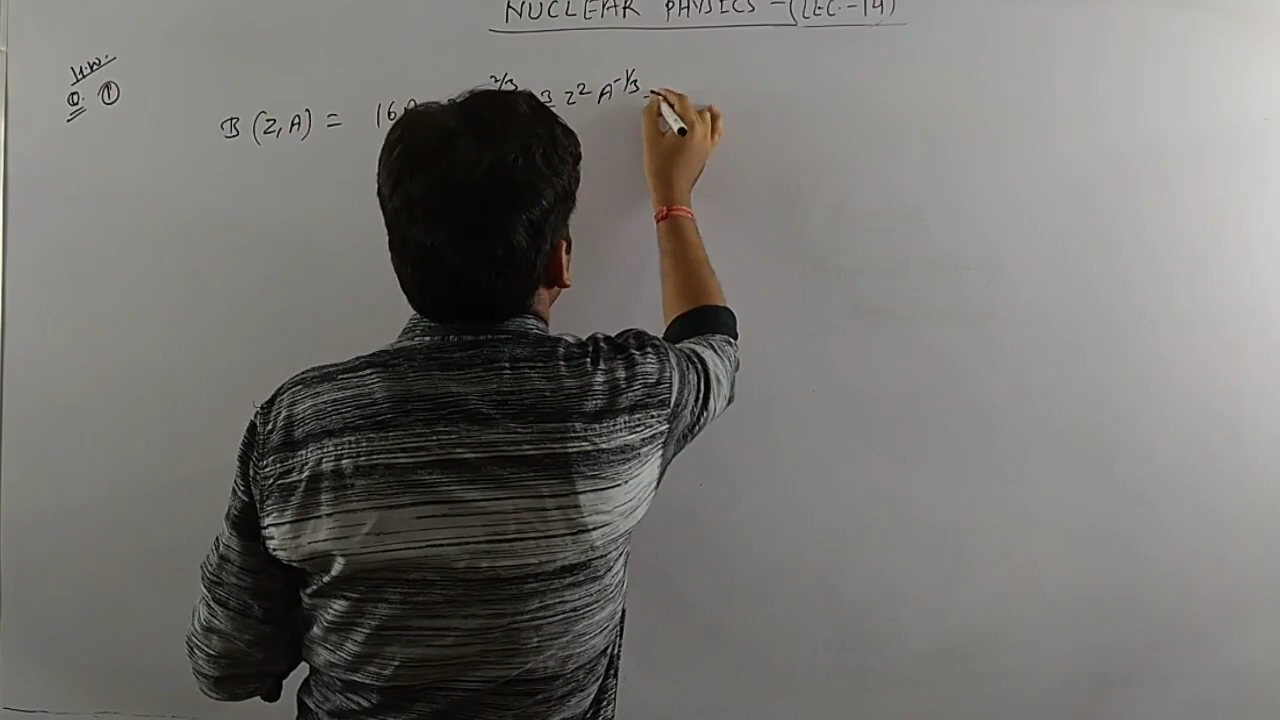 NUCLEAR PHYSICS - (LEC.-14)
H.W.
Q. ①
B (Z, A) = 16 2/3 3 Z² A^-1/3 -